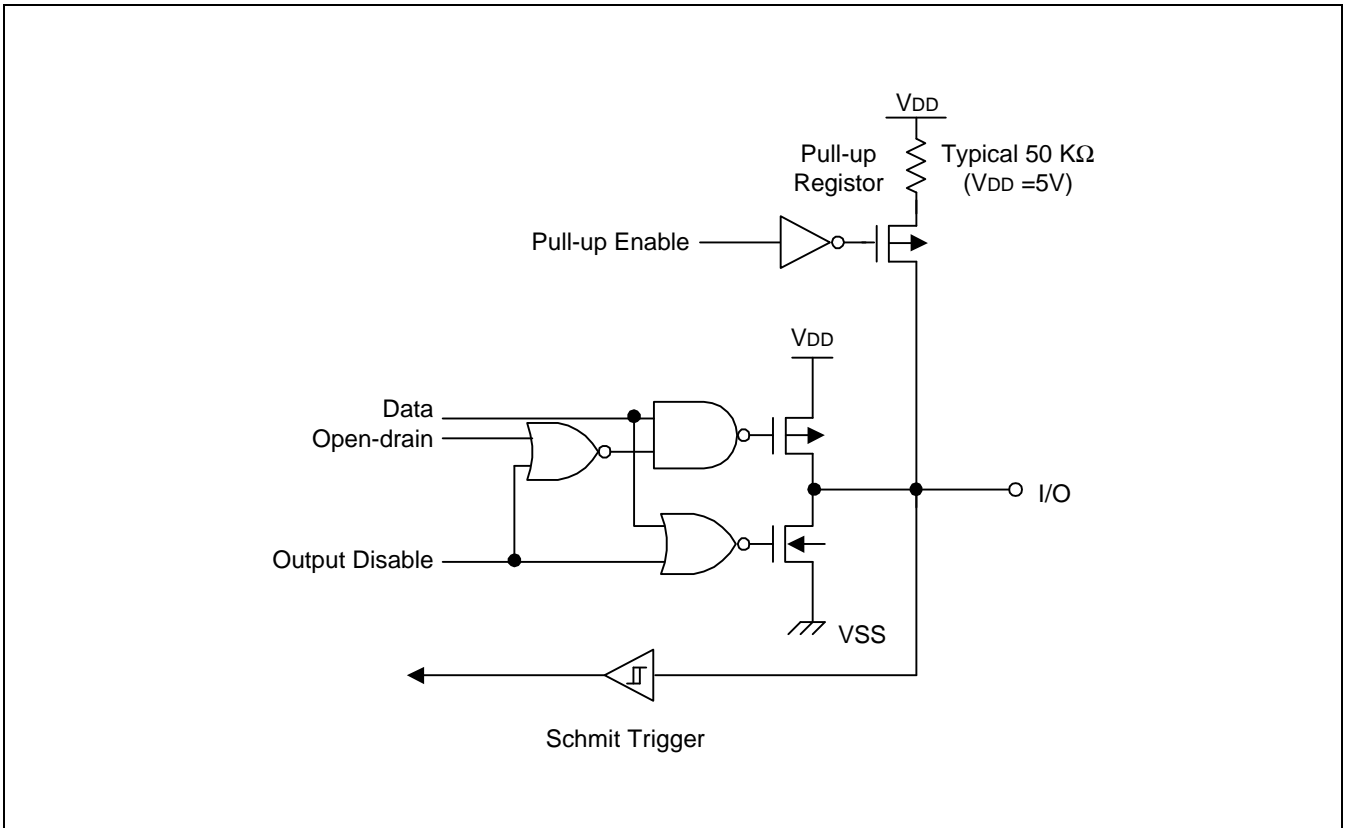 VDD
Pull-up
Registor
Typical 50 KΩ
(VDD =5V)
Pull-up Enable
VDD
Data
Open-drain
I/O
Output Disable
VSS
Schmit Trigger